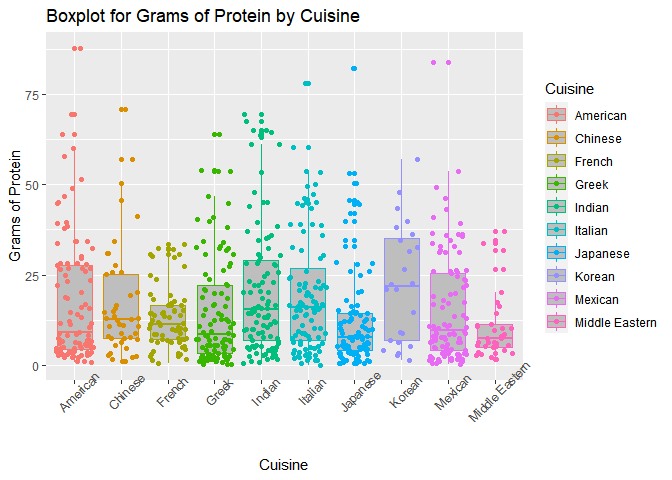 Boxplot for Grams of Protein by Cuisine
Grams of Protein
75
50
25
0
American
Chinese
French
Greek
Indian
Italian
Japanese
Korean
Mexican
Middle Eastern
Cuisine
Cuisine
American
Chinese
French
Greek
Indian
Italian
Japanese
Korean
Mexican
Middle Eastern